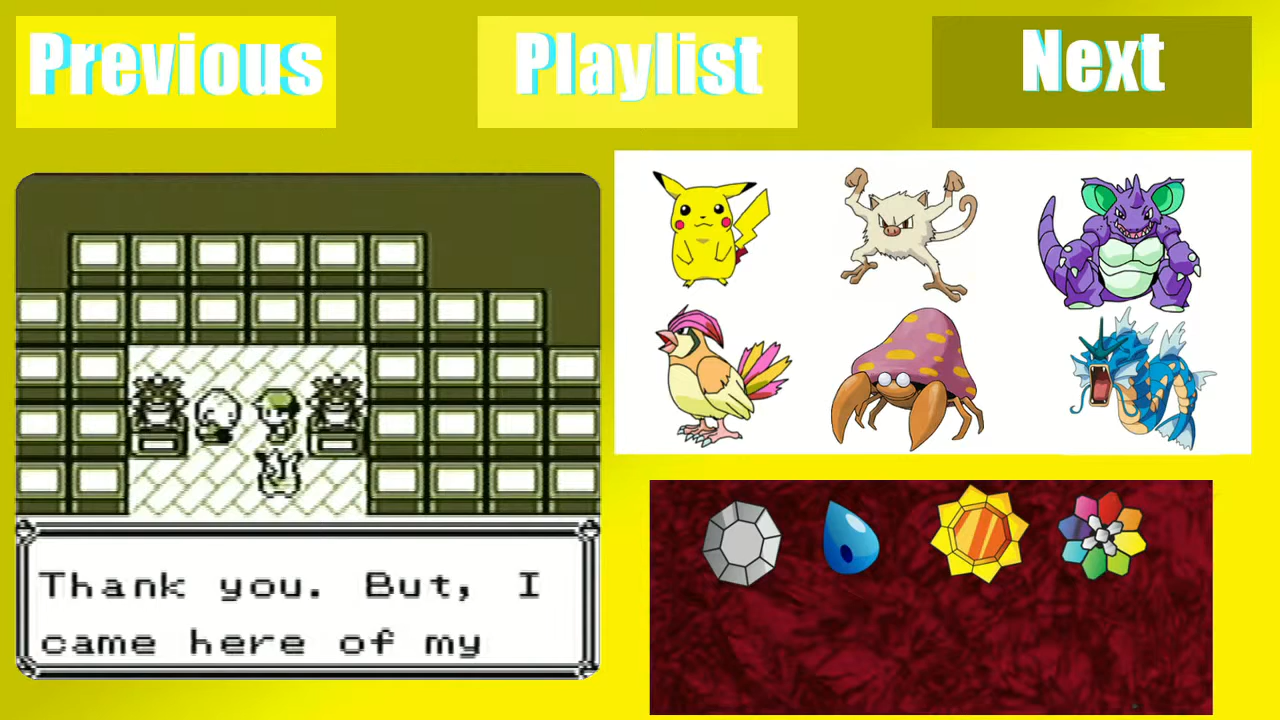 Previous
Playlist
Next
Thank you. But, I
came here of my